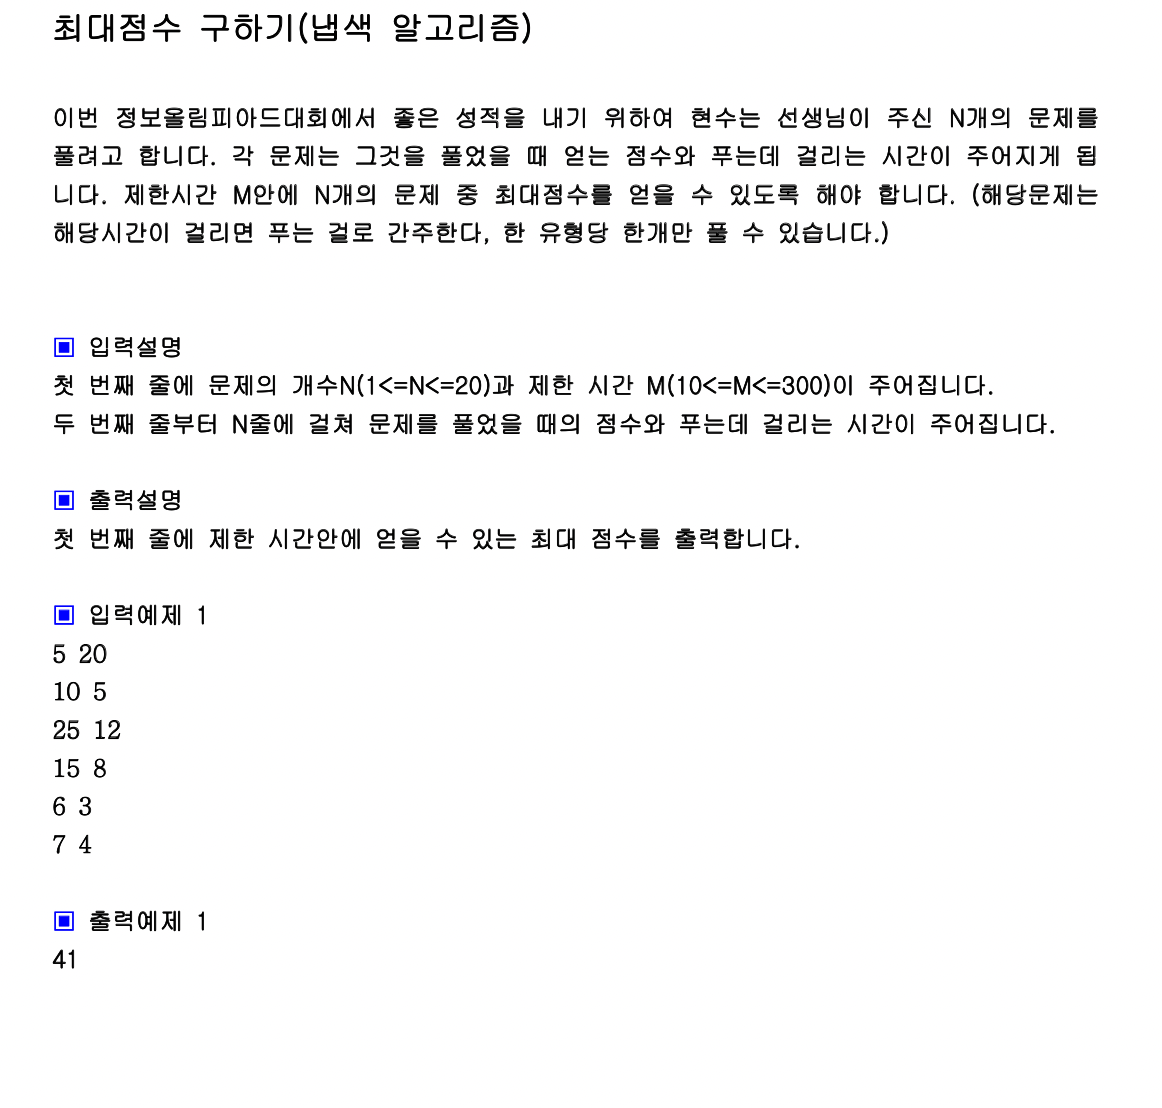 최대점수 구하기(냅색 알고리즘)
이번 정보올림피아드대회에서 좋은 성적을 내기 위하여 현수는 선생님이 주신 N개의 문제를
풀려고 합니다. 각 문제는 그것을 풀었을 때 얻는 점수와 푸는데 걸리는 시간이 주어지게 됩
니다. 제한시간 M안에 N개의 문제 중 최대점수를 얻을 수 있도록 해야 합니다. (해당문제는
해당시간이 걸리면 푸는 걸로 간주한다, 한 유형당 한개만 풀 수 있습니다.)
▣ 입력설명
첫 번째 줄에 문제의 개수N(1<=N<=20)과 제한 시간 M(10<=M<=300)이 주어집니다.
두 번째 줄부터 N줄에 걸쳐 문제를 풀었을 때의 점수와 푸는데 걸리는 시간이 주어집니다.
▣ 출력설명
첫 번째 줄에 제한 시간안에 얻을 수 있는 최대 점수를 출력합니다.
▣ 입력예제 1
5 20
10 5
25 12
15 8
6 3
7 4
▣ 출력예제 1
41